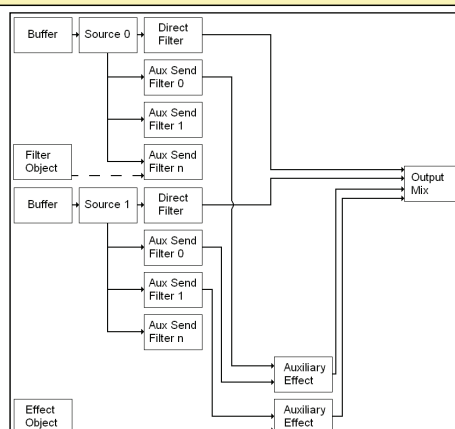 Buffer
Source 0
Direct
Filter
Aux Send
Filter 0
Aux Send
Filter 1
Filter
Object
Aux Send
Filter n
Output
Mix
Buffer
Source 1
Direct
Filter
Aux Send
Filter 0
Aux Send
Filter 1
Aux Send
Filter n
Auxiliary
Effect
Effect
Object
Auxiliary
Effect